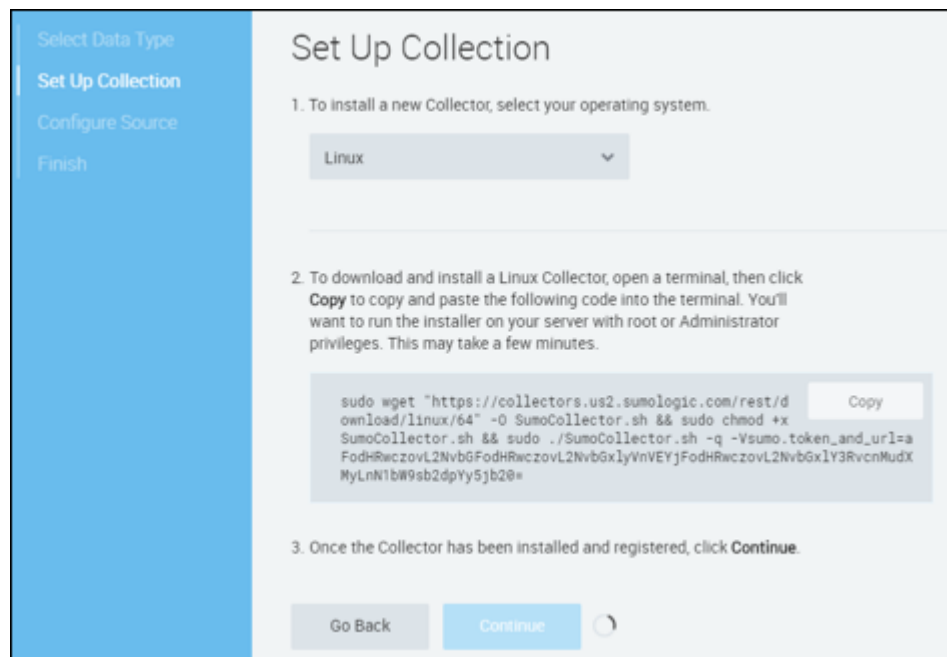 Select Data Type
Set Up Collection
Configure Source
Finish
Set Up Collection
1. To install a new Collector, select your operating system.
Linux
2. To download and install a Linux Collector, open a terminal, then click
Copy to copy and paste the following code into the terminal. You'll
want to run the installer on your server with root or Administrator
privileges. This may take a few minutes.
Copy
sudo wget "https://collectors.us2.sumologic.com/rest/d
ownload/linux/64" -O SumoCollector.sh && sudo chmod +x
SumoCollector.sh && sudo ./SumoCollector.sh -q -Vsumo.token_and_url=a
FodHRwczovL2NvbGFodHRwczovL2NvbGxlyVnVEYjFodHRwczovL2NvbGxlY3RvcnMudX
MyLnN1bW9sb2dpYy5jb20=
3. Once the Collector has been installed and registered, click Continue.
Go Back
Continue